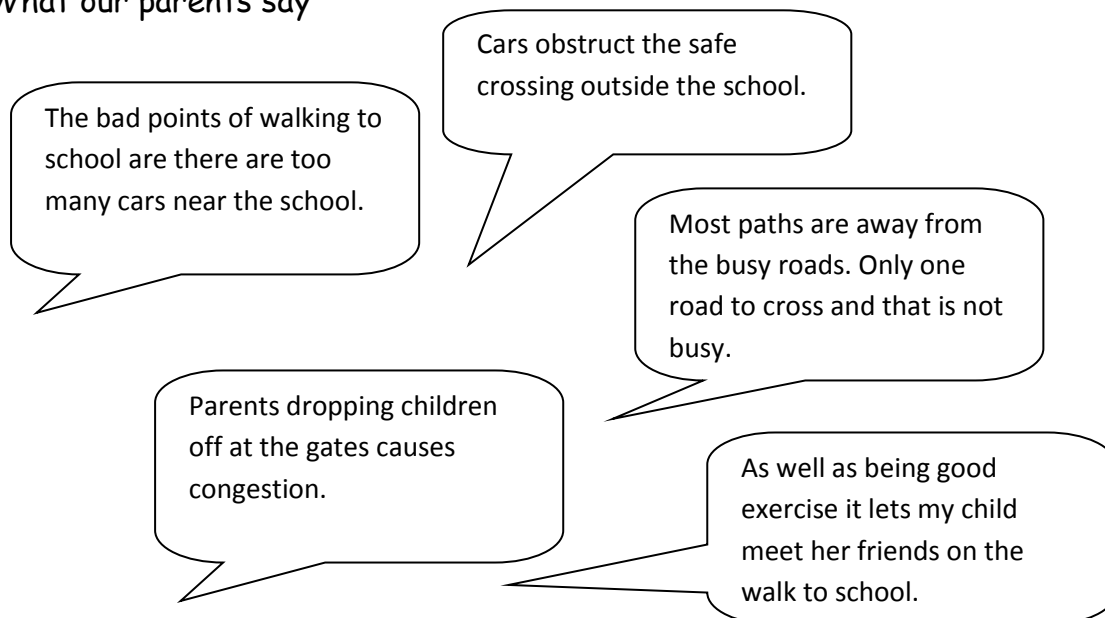 What our parents say
Cars obstruct the safe
crossing outside the school.
The bad points of walking to
school are there are too
many cars near the school.
Most paths are away from
the busy roads. Only one
road to cross and that is not
busy.
Parents dropping children
off at the gates causes
congestion.
As well as being good
exercise it lets my child
meet her friends on the
walk to school.